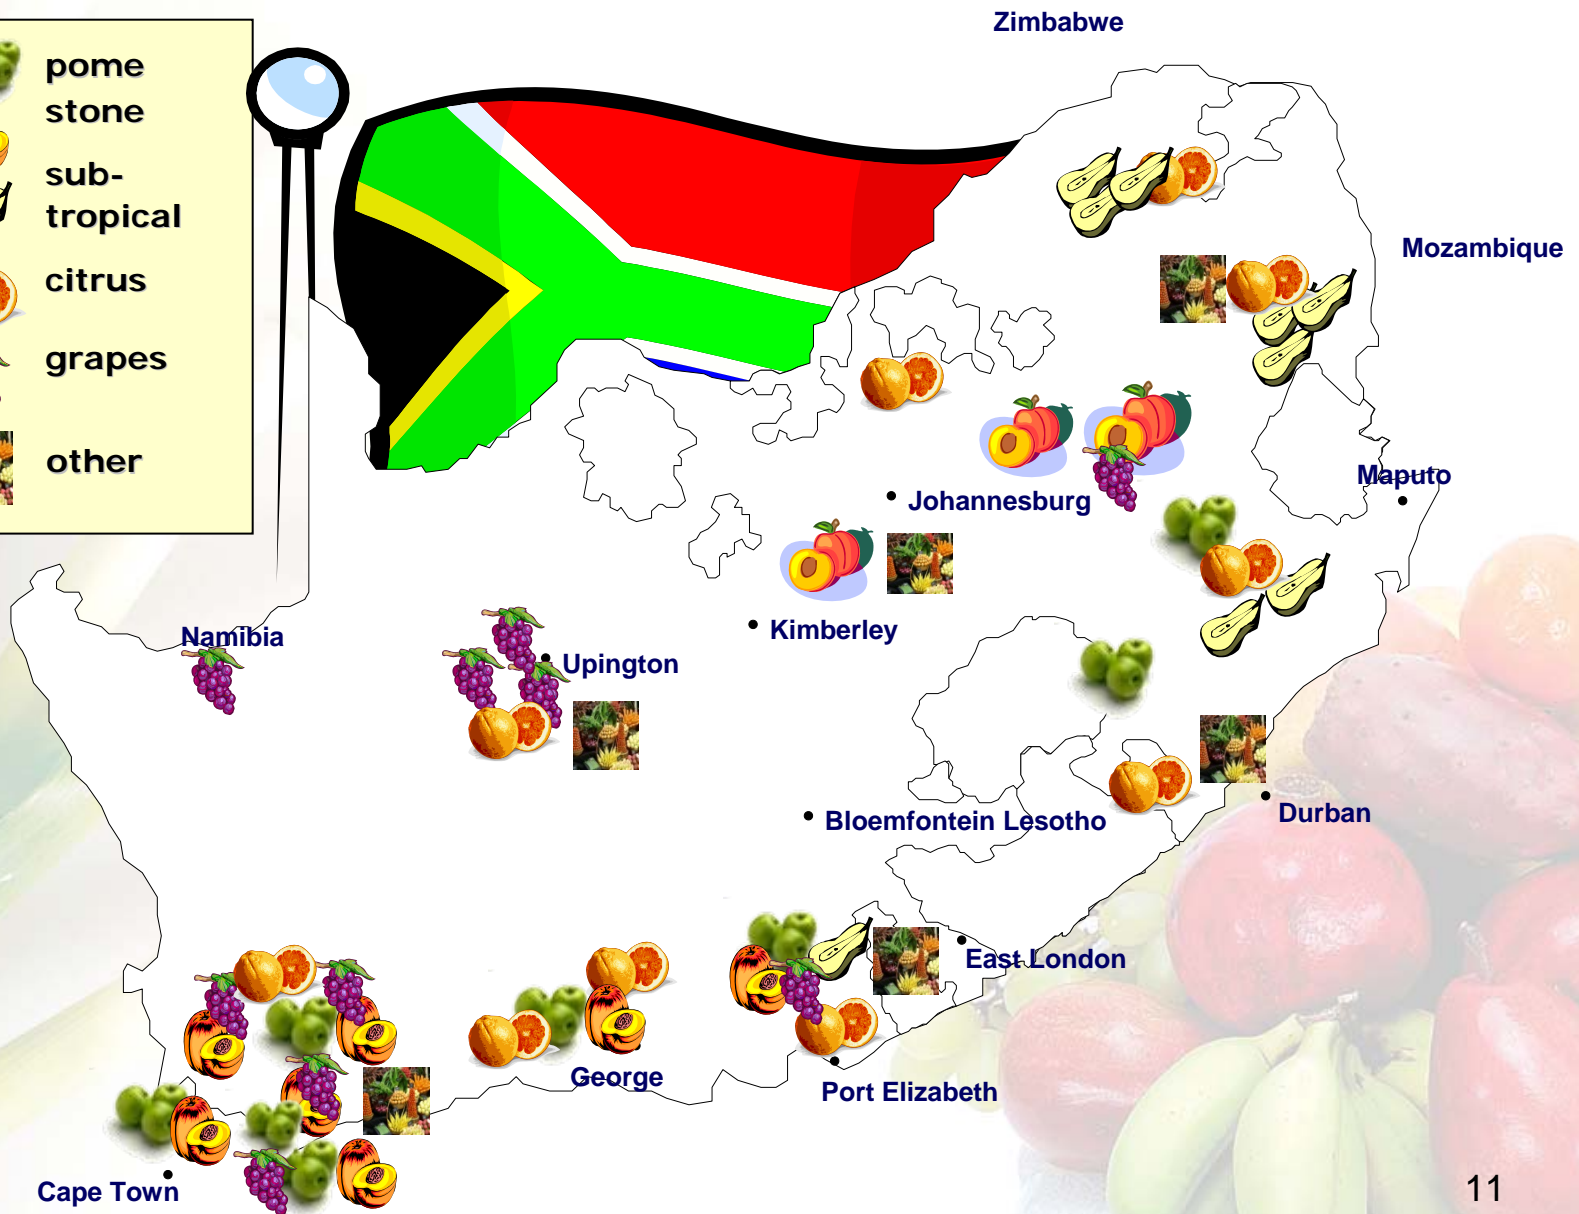 Zimbabwe
pome
stone
sub-
tropical
citrus
grapes
other
Mozambique
Maputo
Johannesburg
Kimberley
Namibia
Upington
Bloemfontein Lesotho
Durban
East London
George
Port Elizabeth
Cape Town
11